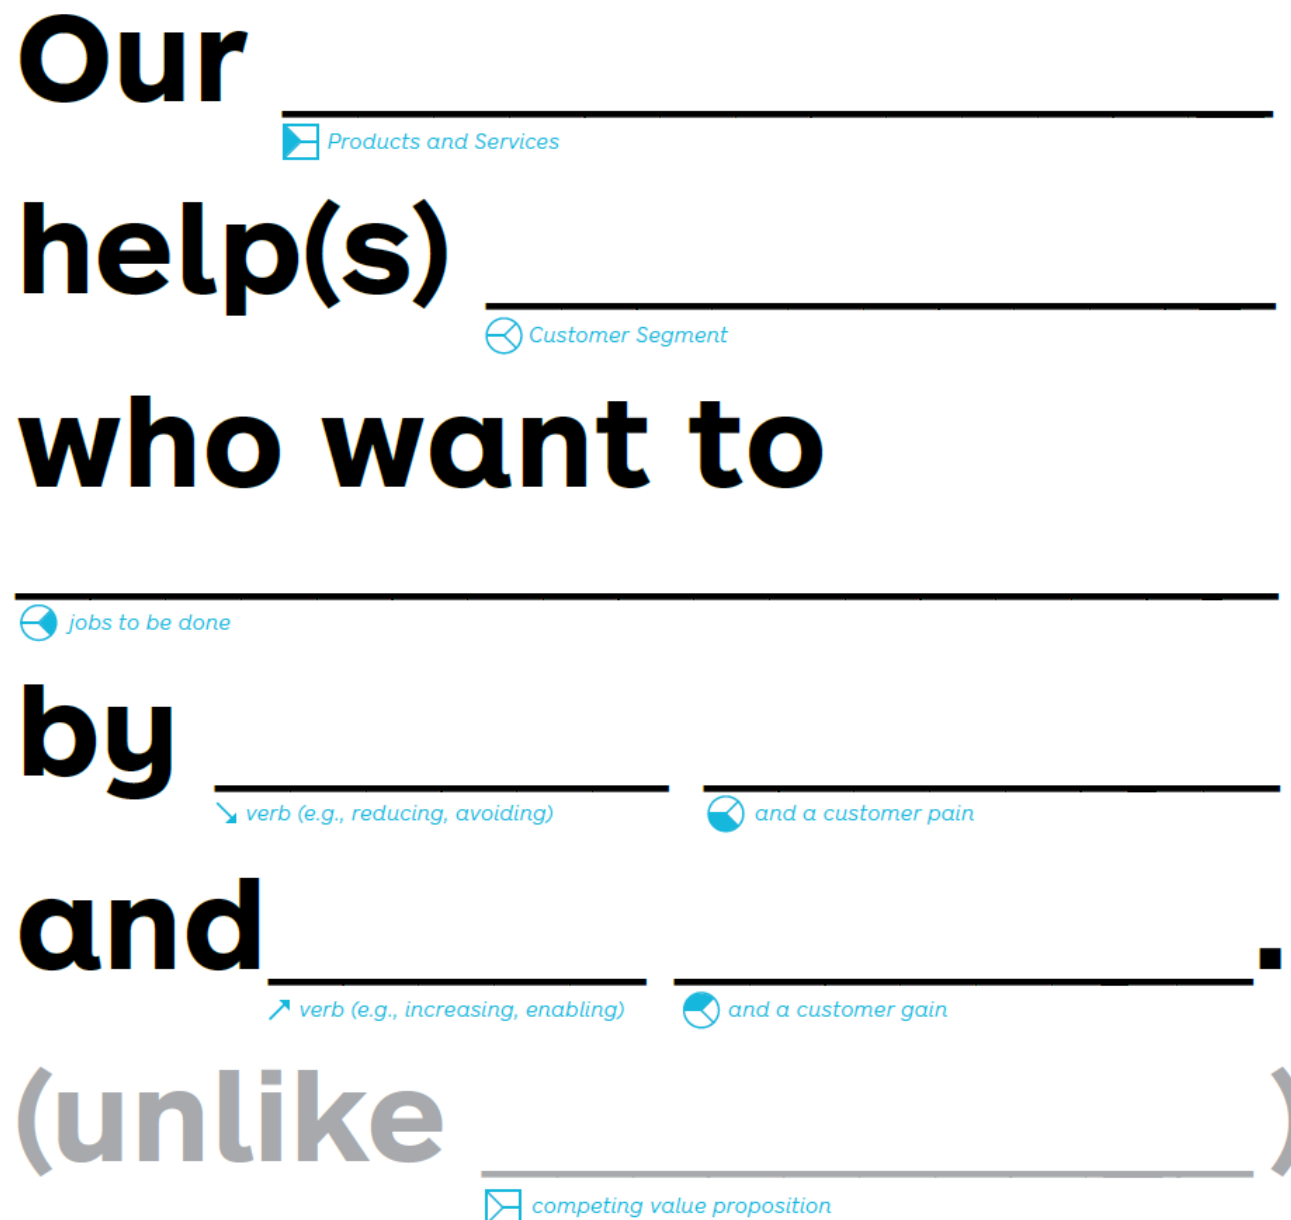 Our
Products and Services
help(s)
Customer Segment
who want to
jobs to be done
by
verb (e.g., reducing, avoiding) and a customer pain
and .
verb (e.g., increasing, enabling) and a customer gain
(unlike )
competing value proposition